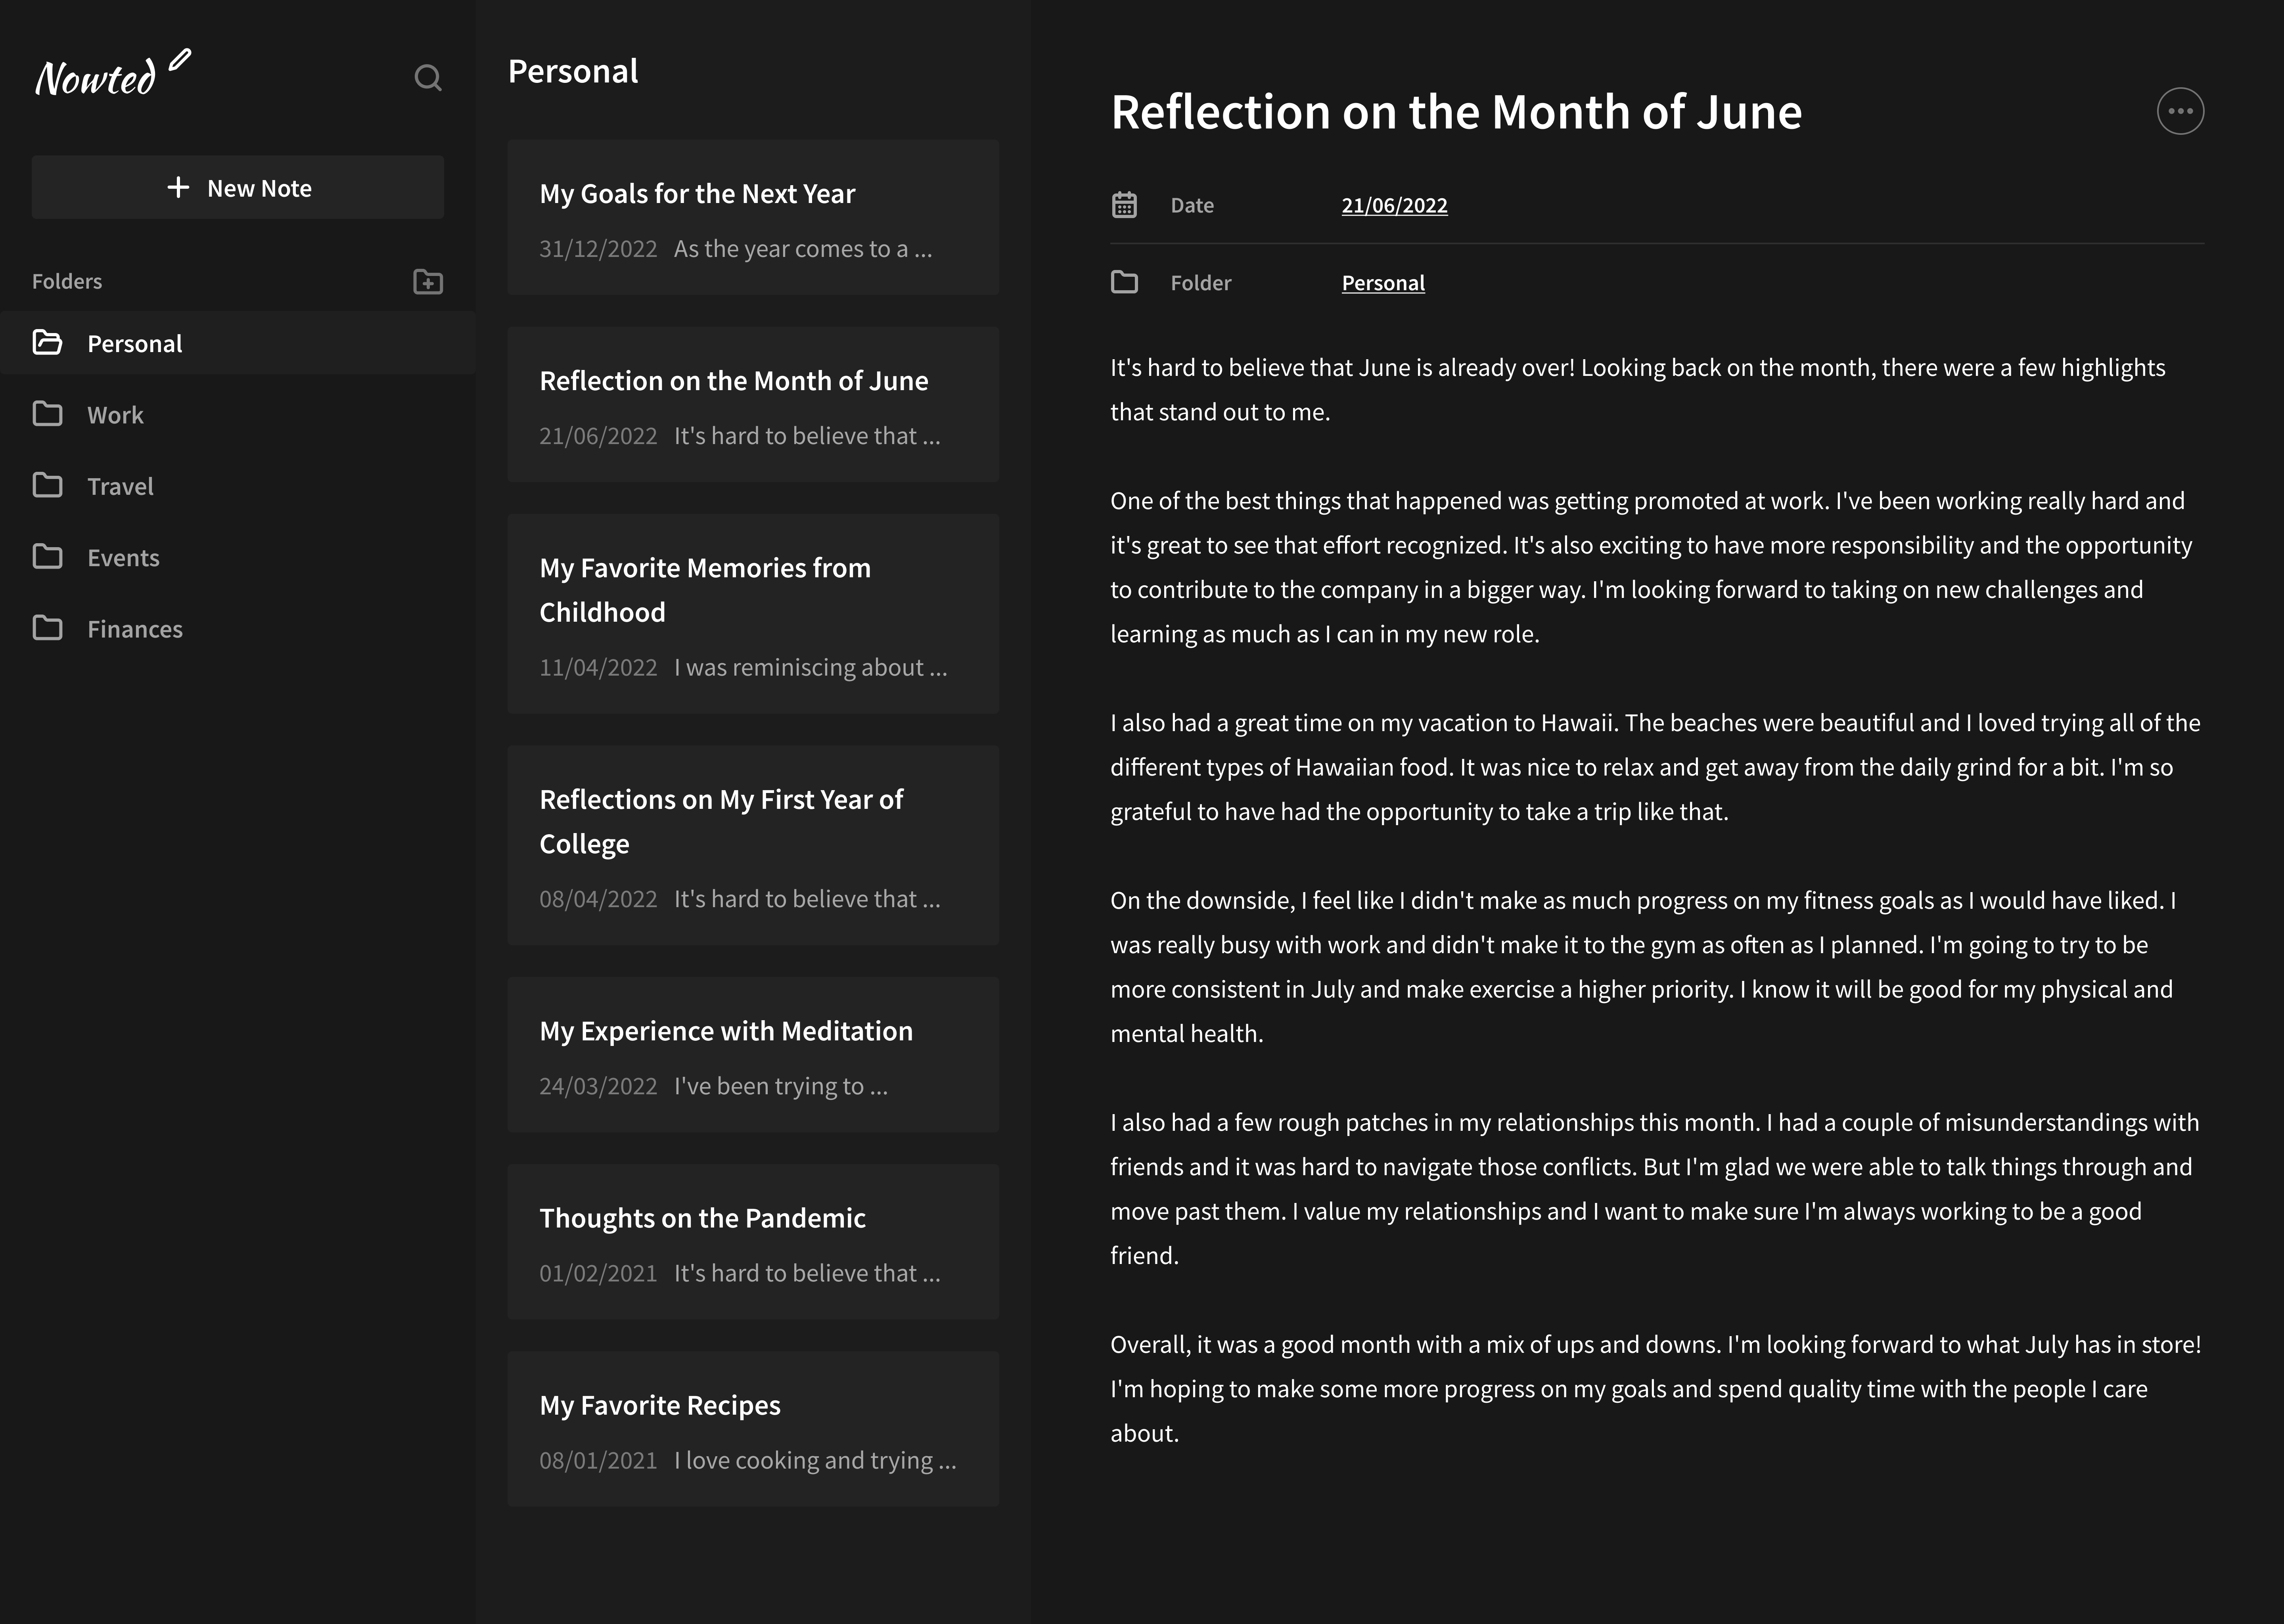 Nowted
New Note
Folders
Personal
Work
Travel
Events
Finances
Personal
My Goals for the Next Year
31/12/2022 As the year comes to a ...
Reflection on the Month of June
21/06/2022 It's hard to believe that ...
My Favorite Memories from
Childhood
11/04/2022 I was reminiscing about ...
Reflections on My First Year of
College
08/04/2022 It's hard to believe that ...
My Experience with Meditation
24/03/2022 I've been trying to ...
Thoughts on the Pandemic
01/02/2021 It's hard to believe that ...
My Favorite Recipes
08/01/2021 I love cooking and trying ...
Reflection on the Month of June
Date 21/06/2022
Folder Personal
It's hard to believe that June is already over! Looking back on the month, there were a few highlights
that stand out to me.
One of the best things that happened was getting promoted at work. I've been working really hard and
it's great to see that effort recognized. It's also exciting to have more responsibility and the opportunity
to contribute to the company in a bigger way. I'm looking forward to taking on new challenges and
learning as much as I can in my new role.
I also had a great time on my vacation to Hawaii. The beaches were beautiful and I loved trying all of the
different types of Hawaiian food. It was nice to relax and get away from the daily grind for a bit. I'm so
grateful to have had the opportunity to take a trip like that.
On the downside, I feel like I didn't make as much progress on my fitness goals as I would have liked. I
was really busy with work and didn't make it to the gym as often as I planned. I'm going to try to be
more consistent in July and make exercise a higher priority. I know it will be good for my physical and
mental health.
I also had a few rough patches in my relationships this month. I had a couple of misunderstandings with
friends and it was hard to navigate those conflicts. But I'm glad we were able to talk things through and
move past them. I value my relationships and I want to make sure I'm always working to be a good
friend.
Overall, it was a good month with a mix of ups and downs. I'm looking forward to what July has in store!
I'm hoping to make some more progress on my goals and spend quality time with the people I care
about.